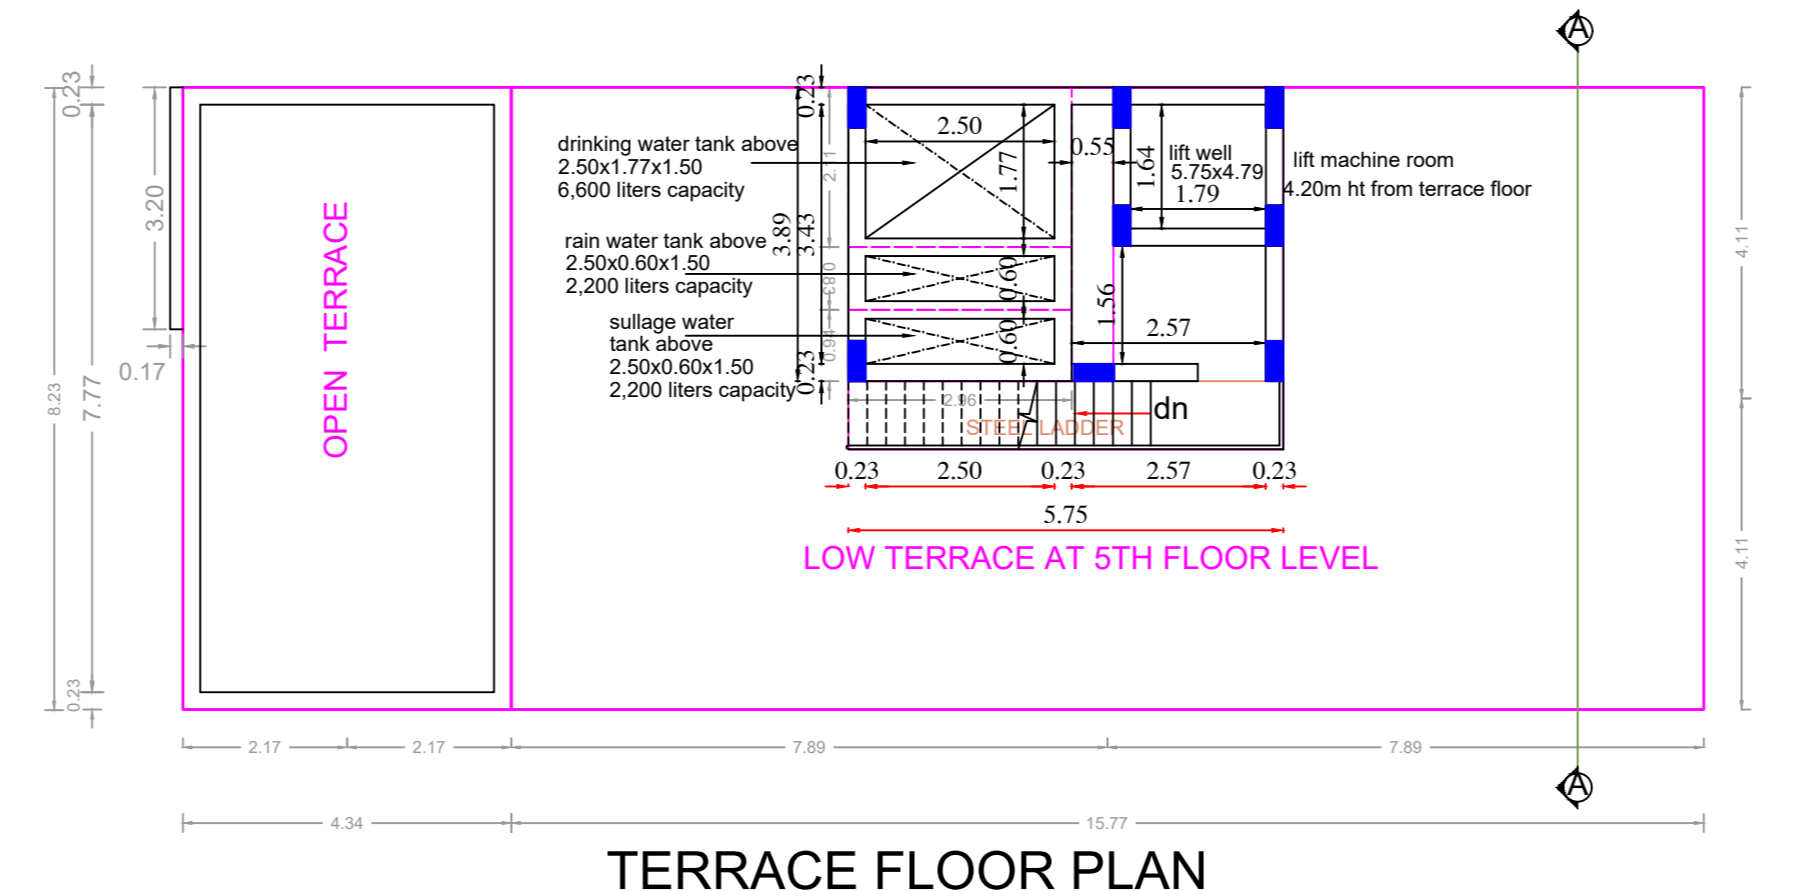 A
0.23
0.23
drinking water tank above
2.50x1.77x1.50
6,600 liters capacity
2.50
1.77
0.55
1.64
lift well
5.75x4.79
1.79
lift machine room
4.20m ht from terrace floor
2.11
3.20
8.23
7.77
OPEN TERRACE
3.89
3.43
rain water tank above
2.50x0.60x1.50
2,200 liters capacity
0.83
0.60
1.56
2.57
4.11
sullage water
tank above
2.50x0.60x1.50
2,200 liters capacity
0.94
0.60
0.23
0.17
2.96
STEEL LADDER
dn
0.23
2.50
0.23
2.57
0.23
5.75
LOW TERRACE AT 5TH FLOOR LEVEL
4.11
0.23
2.17
2.17
7.89
7.89
A
4.34
15.77
TERRACE FLOOR PLAN